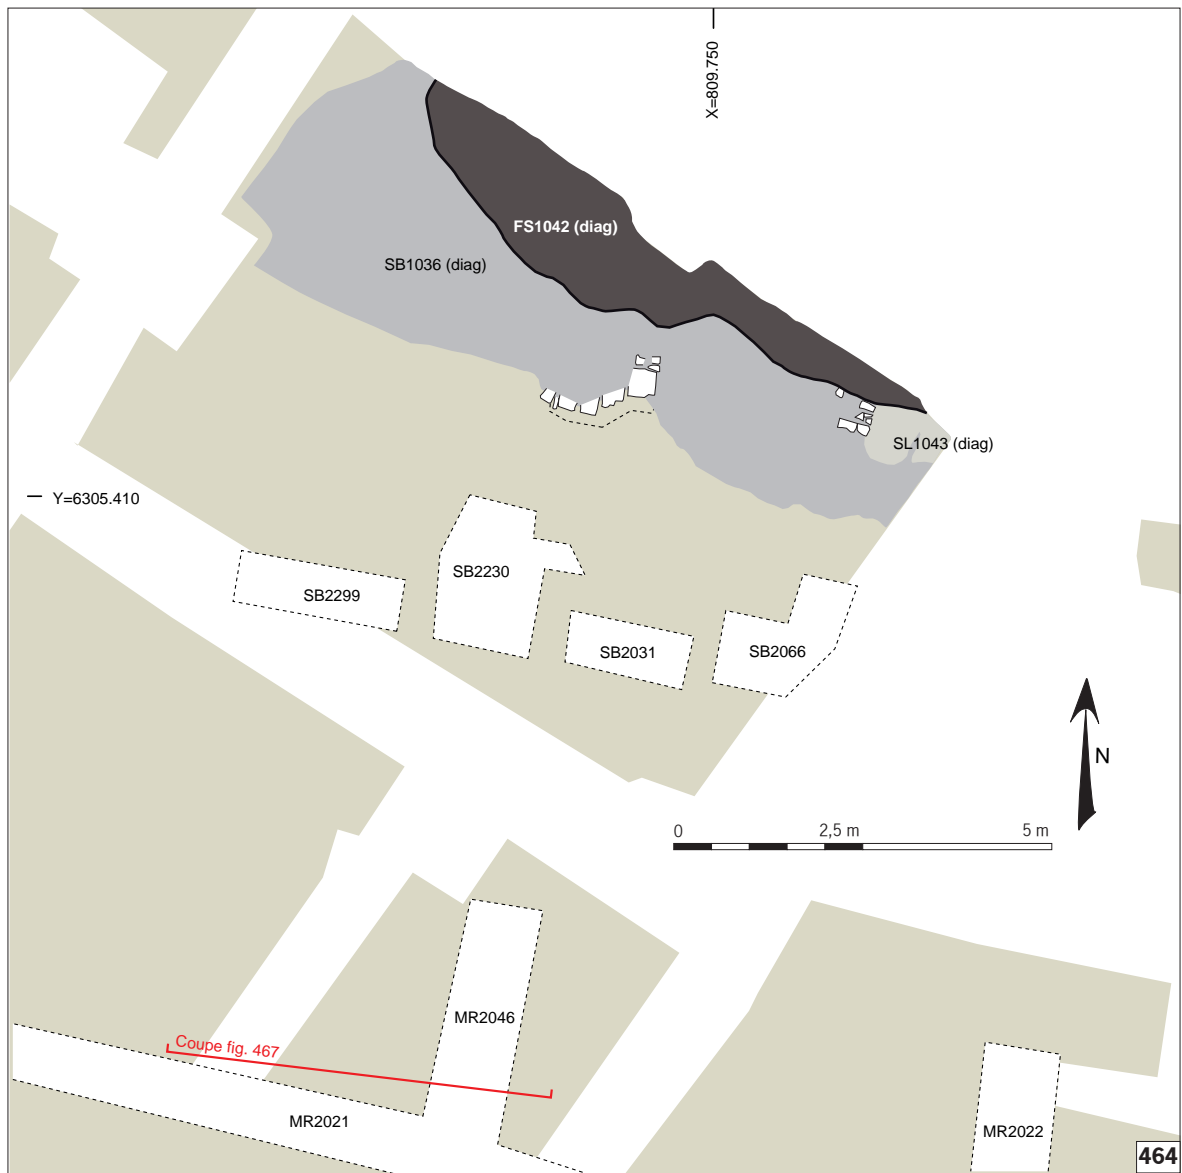 X=809.750
FS1042 (diag)
SB1036 (diag)
SL1043 (diag)
Y=6305.410
SB2230
SB2299
SB2031
SB2066
N
0 2,5 m 5 m
MR2046
Coupe fig. 467
MR2021
MR2022
464